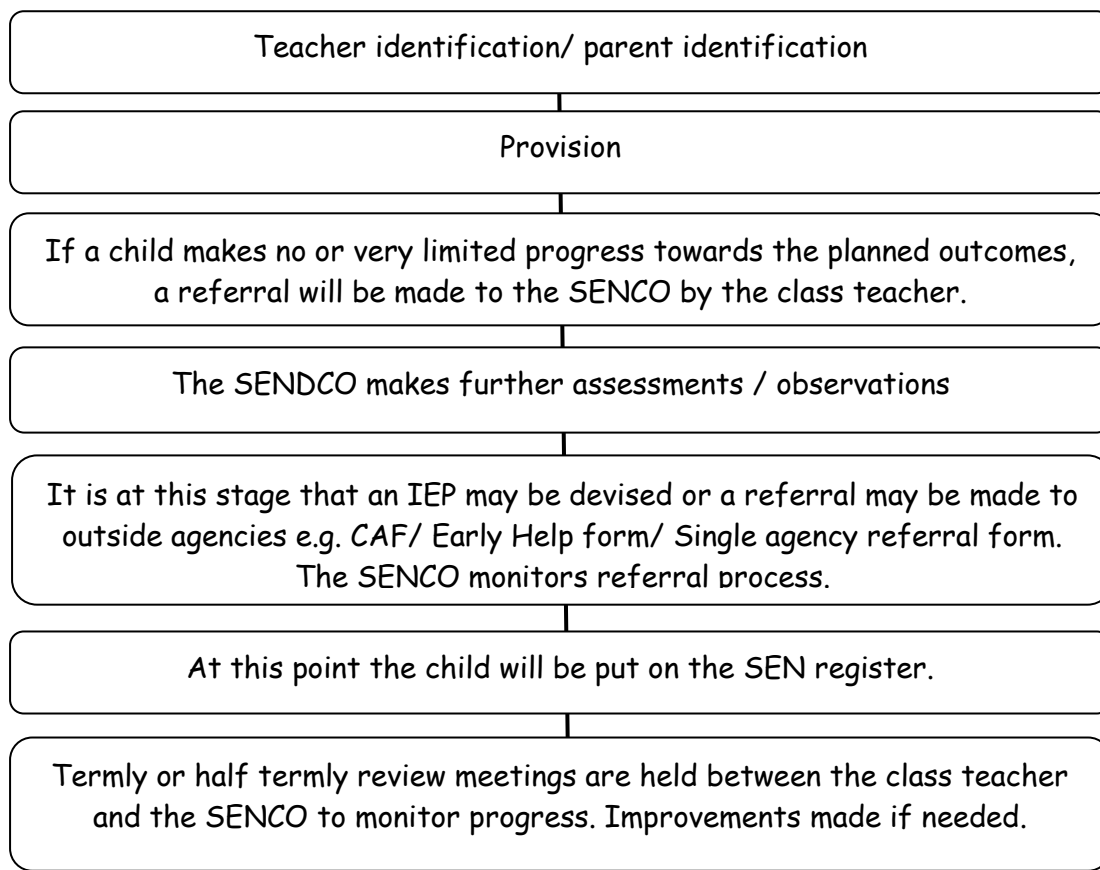 Teacher identification/ parent identification
Provision
If a child makes no or very limited progress towards the planned outcomes,
a referral will be made to the SENCO by the class teacher.
The SENDCO makes further assessments / observations
It is at this stage that an IEP may be devised or a referral may be made to
outside agencies e.g. CAF/ Early Help form/ Single agency referral form.
The SENCO monitors referral process.
At this point the child will be put on the SEN register.
Termly or half termly review meetings are held between the class teacher
and the SENCO to monitor progress. Improvements made if needed.